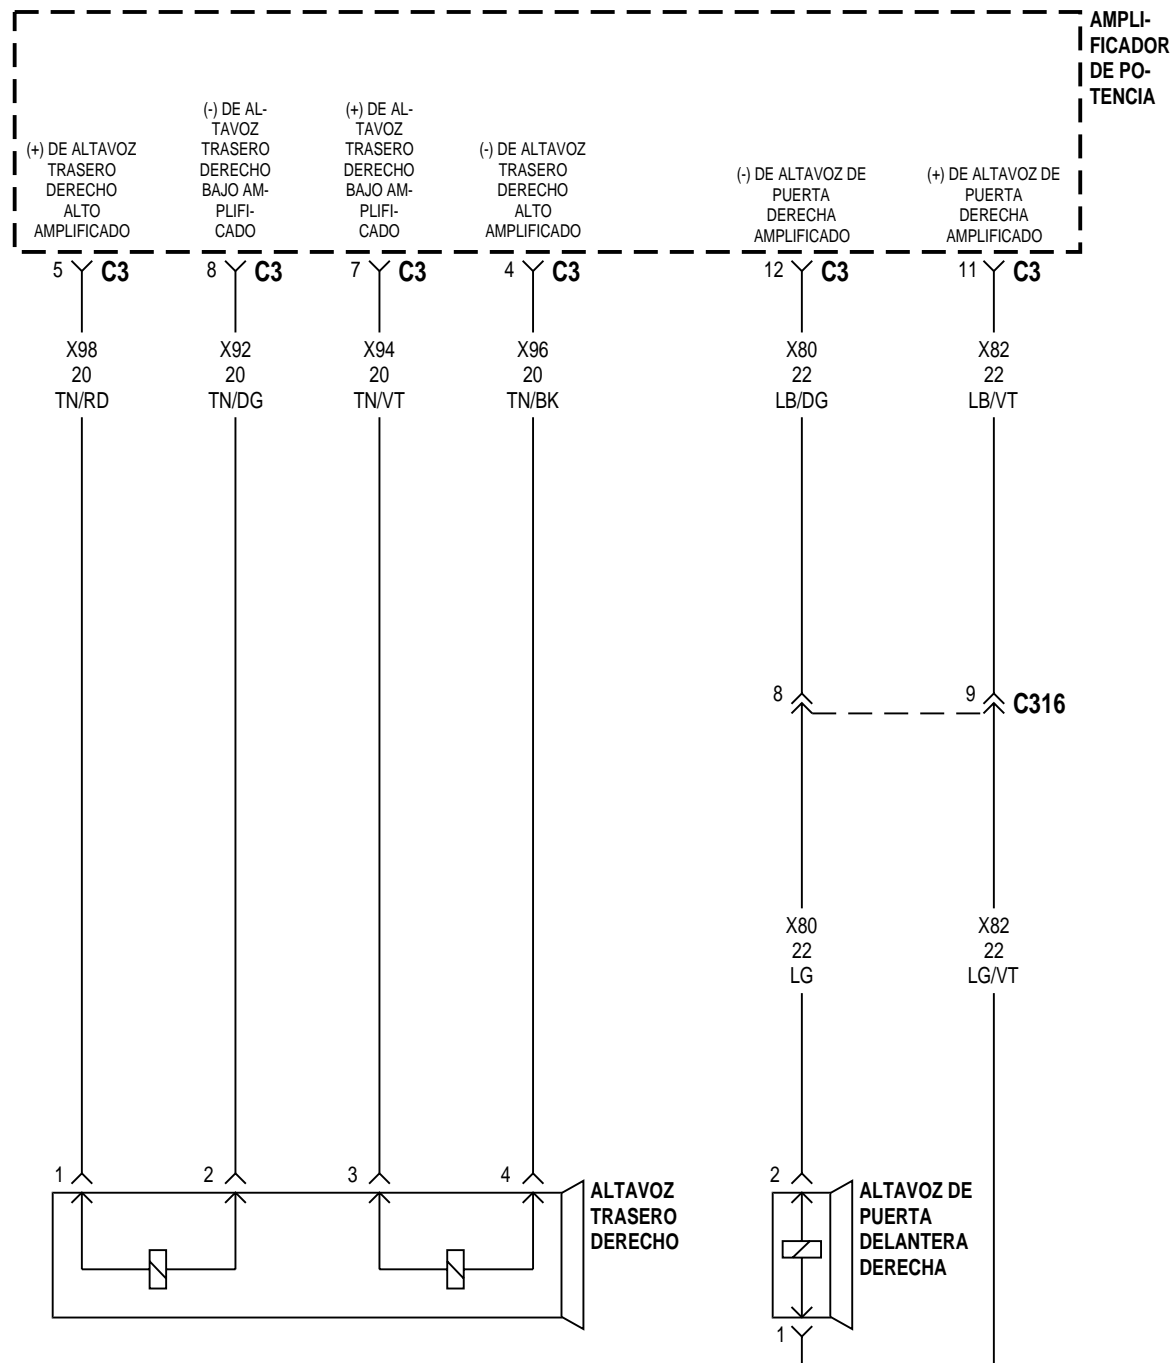 AMPLI-
FICADOR
DE PO-
TENCIA
(+) DE ALTAVOZ
TRASERO
DERECHO
ALTO
AMPLIFICADO
(-) DE AL-
TAVOZ
TRASERO
DERECHO
BAJO AM-
PLIFI-
CADO
(+) DE AL-
TAVOZ
TRASERO
DERECHO
BAJO AM-
PLIFI-
CADO
(-) DE ALTAVOZ
TRASERO
DERECHO
ALTO
AMPLIFICADO
(-) DE ALTAVOZ DE
PUERTA
DERECHA
AMPLIFICADO
(+) DE ALTAVOZ DE
PUERTA
DERECHA
AMPLIFICADO
5 C3
8 C3
7 C3
4 C3
12 C3
11 C3
X98
20
TN/RD
X92
20
TN/DG
X94
20
TN/VT
X96
20
TN/BK
X80
22
LB/DG
X82
22
LB/VT
8
9
C316
X80
22
LG
X82
22
LG/VT
1
2
3
4
ALTAVOZ
TRASERO
DERECHO
2
ALTAVOZ DE
PUERTA
DELANTERA
DERECHA
1